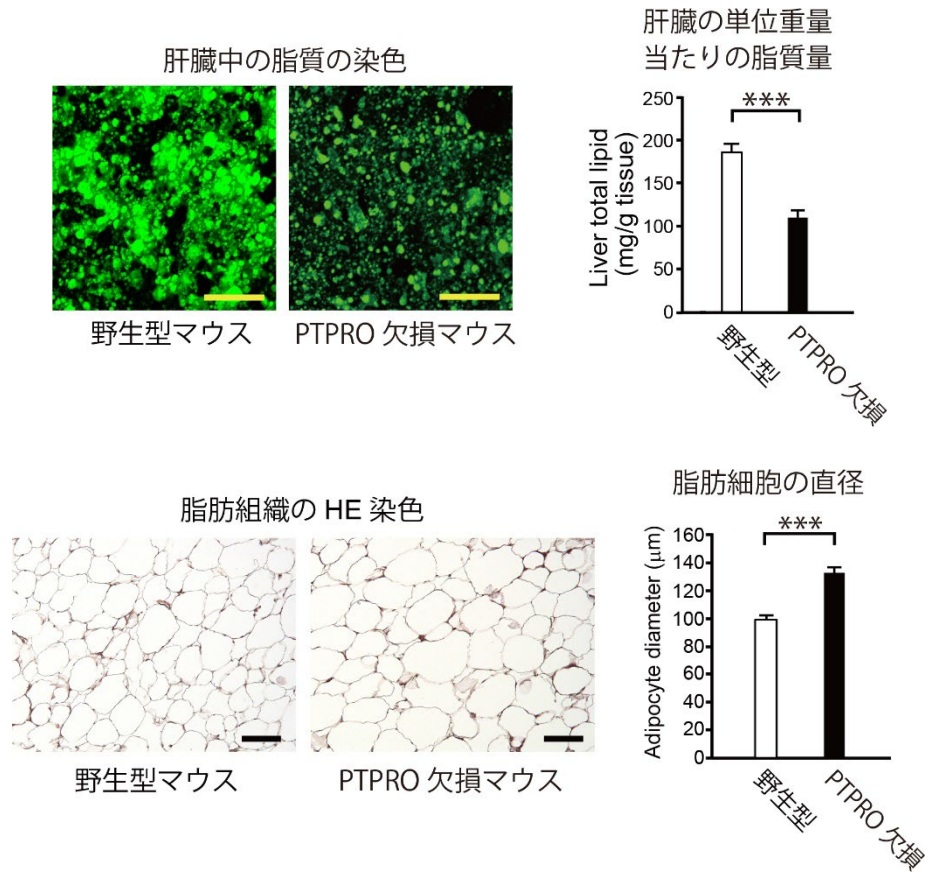 肝臓中の脂質の染色
野生型マウス
PTPRO 欠損マウス
肝臓の単位重量
当たりの脂質量
Liver total lipid
(mg/g tissue)
250
200
150
100
50
0
***
野生型
PTPRO 欠損
脂肪組織の HE 染色
野生型マウス
PTPRO 欠損マウス
脂肪細胞の直径
Adipocyte diameter (μm)
160
140
120
100
80
60
40
20
0
***
野生型
PTPRO 欠損